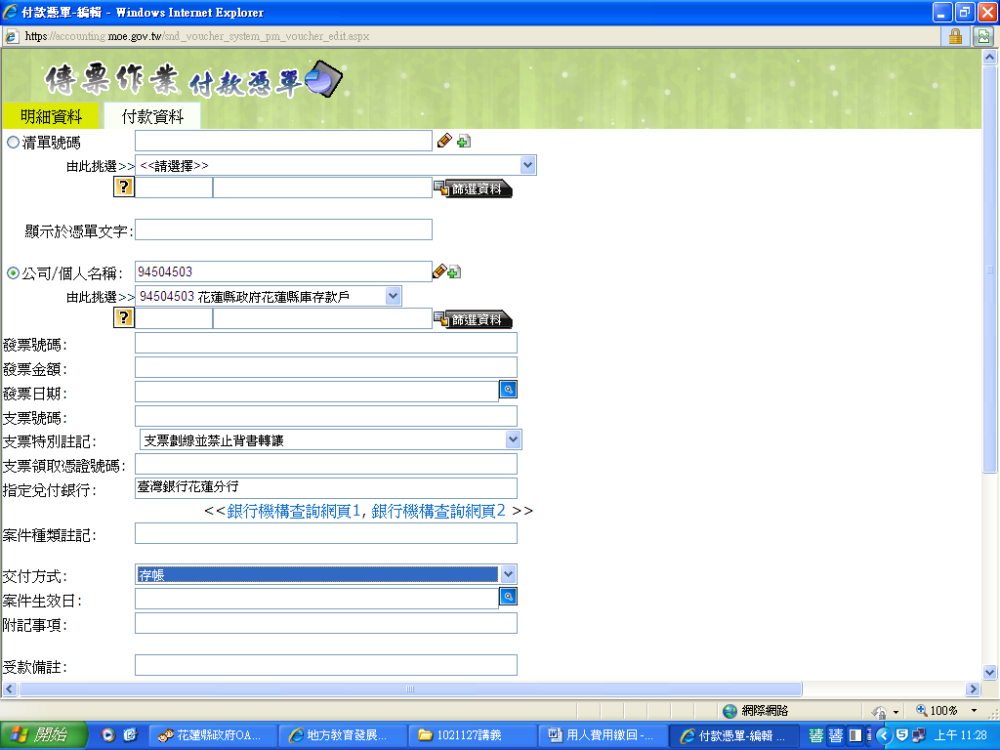 付款憑單-編輯 - Windows Internet Explorer
https://accounting.moe.gov.tw/snd_voucher_system_pm_voucher_edit.aspx
傳票作業 付款憑單
明細資料 付款資料
清單號碼
由此挑選>> <<請選擇>>
? 篩選資料
顯示於憑單文字:
公司/個人名稱: 94504503
由此挑選>> 94504503 花蓮縣政府花蓮縣庫存款戶
? 篩選資料
發票號碼:
發票金額:
發票日期:
支票號碼:
支票特別註記: 支票劃線並禁止背書轉讓
支票領取憑證號碼:
指定兌付銀行: 臺灣銀行花蓮分行
<<銀行機構查詢網頁1, 銀行機構查詢網頁2 >>
案件種類註記:
交付方式: 存帳
案件生效日:
附記事項:
受款備註:
網際網路 100%
開始 花蓮縣政府OA... 地方教育發展... 1021127講義 用人費用繳回 -... 付款憑單-編輯 ... 上午 11:28